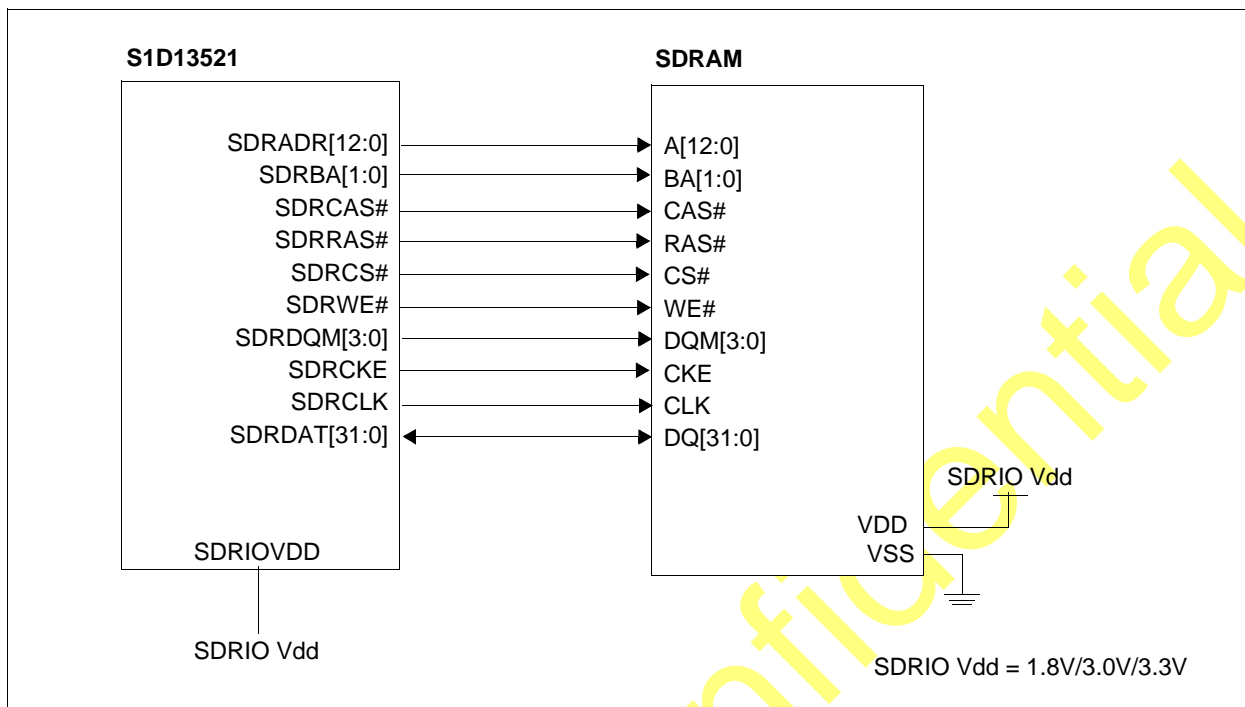 S1D13521
SDRAM
SDRADR[12:0]
SDRBA[1:0]
SDRCAS#
SDRRAS#
SDRCS#
SDRWE#
SDRDQM[3:0]
SDRCKE
SDRCLK
SDRDAT[31:0]
SDRIOVDD
SDRIO Vdd
A[12:0]
BA[1:0]
CAS#
RAS#
CS#
WE#
DQM[3:0]
CKE
CLK
DQ[31:0]
SDRIO Vdd
VDD
VSS
SDRIO Vdd = 1.8V/3.0V/3.3V
nfidential